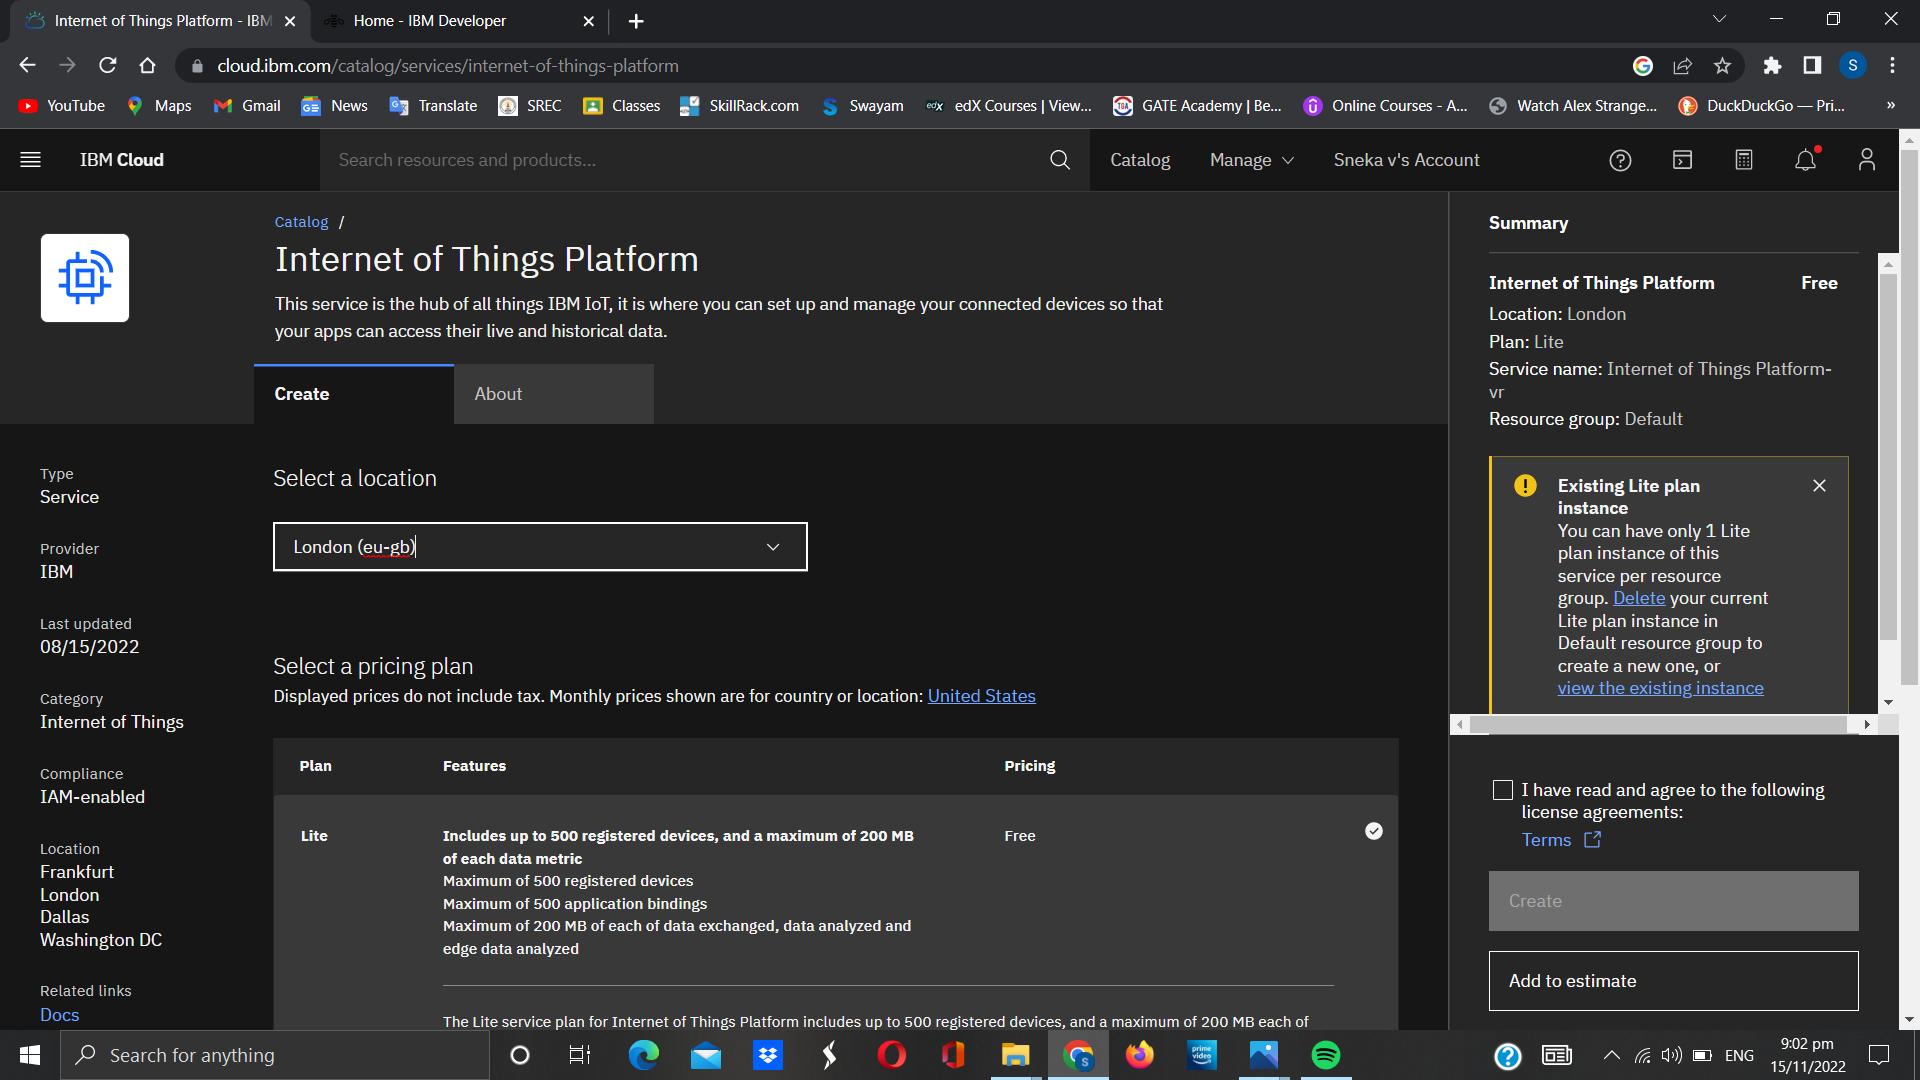 Internet of Things Platform - IBM
Home - IBM Developer
cloud.ibm.com/catalog/services/internet-of-things-platform
S
YouTube
Maps
Gmail
News
Translate
SREC
Classes
SkillRack.com
Swayam
edX Courses | View...
GATE Academy | Be...
Online Courses - A...
Watch Alex Strange...
DuckDuckGo — Pri...
»
IBM Cloud
Search resources and products...
Catalog
Manage
Sneka v's Account
Catalog /
Internet of Things Platform
This service is the hub of all things IBM IoT, it is where you can set up and manage your connected devices so that
your apps can access their live and historical data.
Create
About
Type
Service
Provider
IBM
Last updated
08/15/2022
Category
Internet of Things
Compliance
IAM-enabled
Location
Frankfurt
London
Dallas
Washington DC
Related links
Docs
Select a location
London (eu-gb)
Select a pricing plan
Displayed prices do not include tax. Monthly prices shown are for country or location: United States
Plan
Features
Pricing
Lite
Includes up to 500 registered devices, and a maximum of 200 MB
of each data metric
Maximum of 500 registered devices
Maximum of 500 application bindings
Maximum of 200 MB of each of data exchanged, data analyzed and
edge data analyzed
Free
The Lite service plan for Internet of Things Platform includes up to 500 registered devices, and a maximum of 200 MB each of
Summary
Internet of Things Platform Free
Location: London
Plan: Lite
Service name: Internet of Things Platform-
vr
Resource group: Default
Existing Lite plan
instance
You can have only 1 Lite
plan instance of this
service per resource
group. Delete your current
Lite plan instance in
Default resource group to
create a new one, or
view the existing instance
I have read and agree to the following
license agreements:
Terms
Create
Add to estimate
Search for anything
prime video
ENG
9:02 pm
15/11/2022